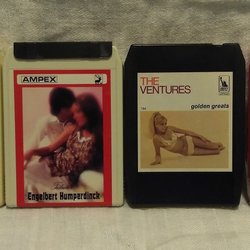 AMPEX
Engelbert Humperdinck
THE
VENTURES
golden greats